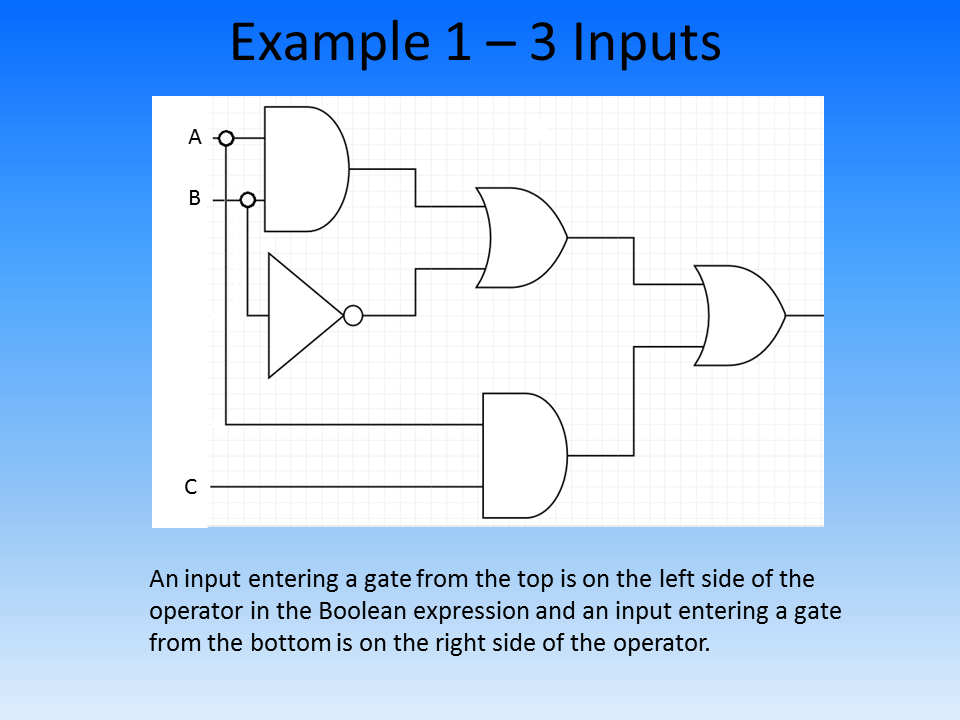 Example 1 – 3 Inputs
A
B
C
An input entering a gate from the top is on the left side of the
operator in the Boolean expression and an input entering a gate
from the bottom is on the right side of the operator.